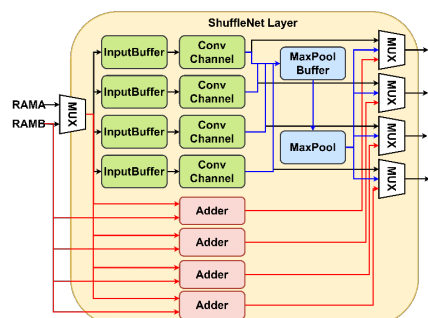 ShuffleNet Layer
InputBuffer
Conv
Channel
MaxPool
Buffer
MUX
InputBuffer
Conv
Channel
MUX
RAMA
RAMB
MUX
InputBuffer
Conv
Channel
MaxPool
MUX
InputBuffer
Conv
Channel
MUX
Adder
Adder
Adder
Adder